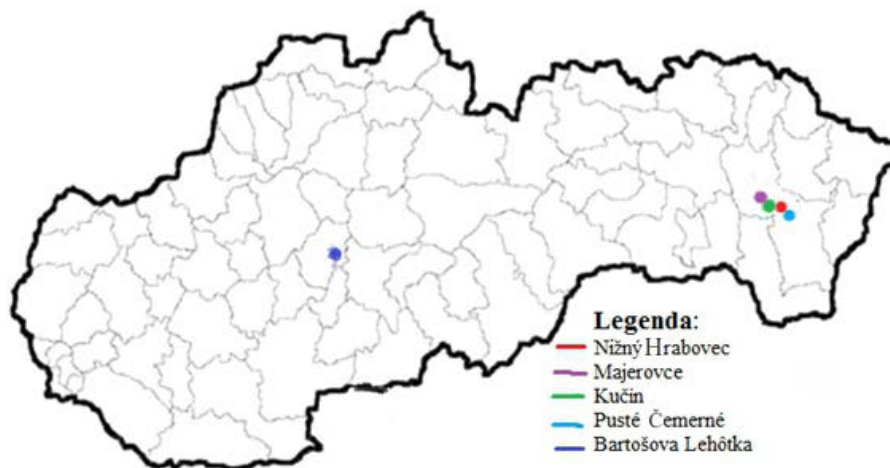 Legenda:
Nižný Hrabovec
Majerovce
Kučin
Pusté Čemerné
Bartošova Lehôtka